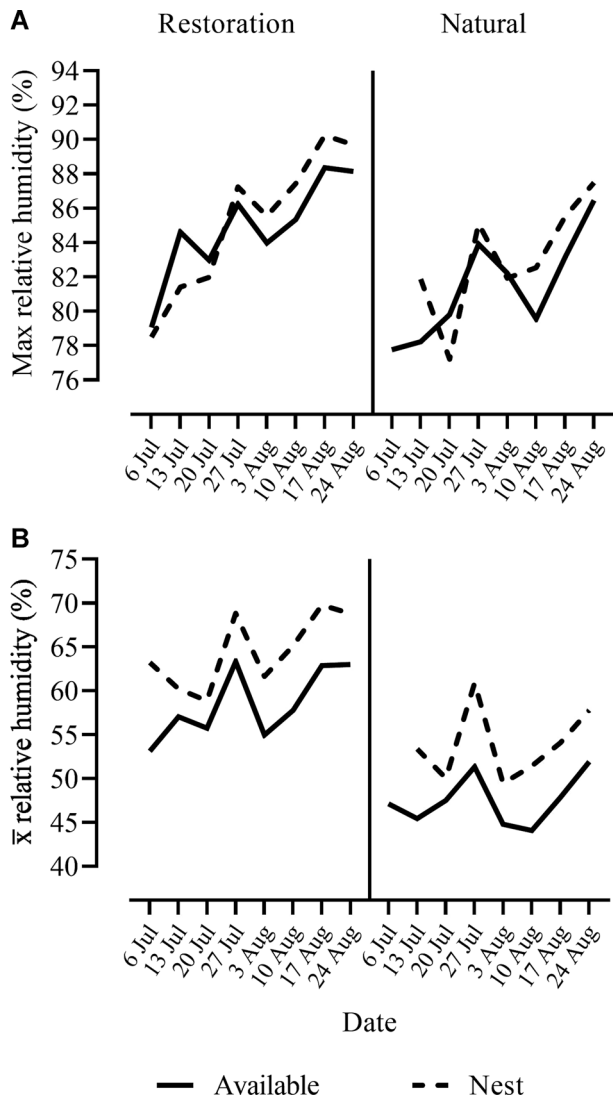 A
Restoration Natural
Max relative humidity (%)
94
92
90
88
86
84
82
80
78
76
6 Jul 13 Jul 20 Jul 27 Jul 3 Aug 10 Aug 17 Aug 24 Aug 6 Jul 13 Jul 20 Jul 27 Jul 3 Aug 10 Aug 17 Aug 24 Aug
B
x̅ relative humidity (%)
75
70
65
60
55
50
45
40
6 Jul 13 Jul 20 Jul 27 Jul 3 Aug 10 Aug 17 Aug 24 Aug 6 Jul 13 Jul 20 Jul 27 Jul 3 Aug 10 Aug 17 Aug 24 Aug
Date
Available Nest